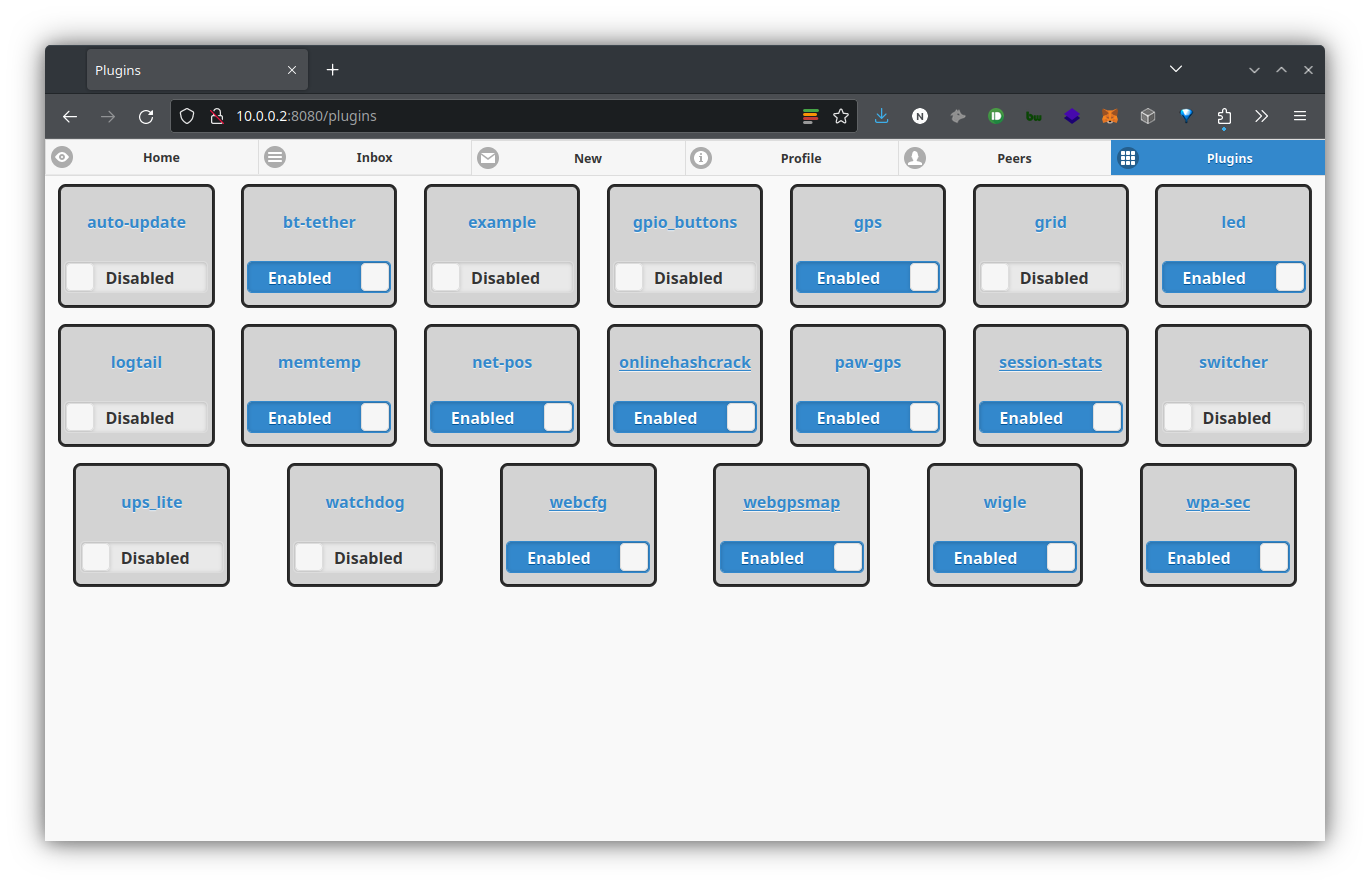 Plugins
10.0.0.2:8080/plugins
N
ID
bw
Home Inbox New Profile Peers Plugins
auto-update bt-tether example gpio_buttons gps grid led
Disabled Enabled Disabled Disabled Enabled Disabled Enabled
logtail memtemp net-pos onlinehashcrack paw-gps session-stats switcher
Disabled Enabled Enabled Enabled Enabled Enabled Disabled
ups_lite watchdog webcfg webgpsmap wigle wpa-sec
Disabled Disabled Enabled Enabled Enabled Enabled